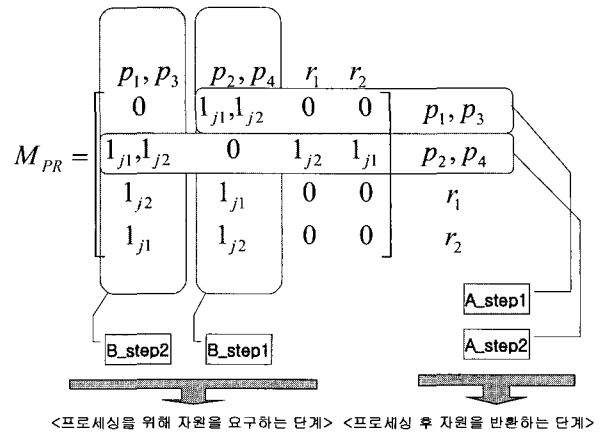 p₁, p₃ p₂, p₄ r₁ r₂
0 1ⱼ₁,1ⱼ₂ 0 0 p₁, p₃
M_PR = 1ⱼ₁,1ⱼ₂ 0 1ⱼ₂ 1ⱼ₁ p₂, p₄
1ⱼ₂ 1ⱼ₁ 0 0 r₁
1ⱼ₁ 1ⱼ₂ 0 0 r₂
A_step1
A_step2
B_step2 B_step1
<프로세싱을 위해 자원을 요구하는 단계> <프로세싱 후 자원을 반환하는 단계>